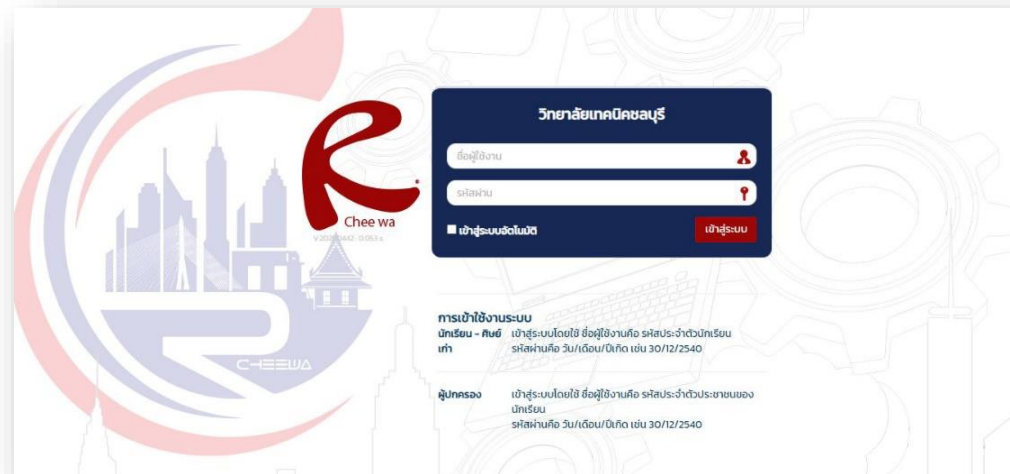 วิทยาลัยเทคนิคชลบุรี
ชื่อผู้ใช้งาน
รหัสผ่าน
เข้าสู่ระบบอัตโนมัติ
เข้าสู่ระบบ
R.
Chee wa
CHEEWA
การเข้าใช้งานระบบ
นักเรียน - ศิษย์ เข้าสู่ระบบโดยใช้ ชื่อผู้ใช้งานคือ รหัสประจำตัวนักเรียน
เก่า รหัสผ่านคือ วัน/เดือน/ปีเกิด เช่น 30/12/2540
ผู้ปกครอง เข้าสู่ระบบโดยใช้ ชื่อผู้ใช้งานคือ รหัสประจำตัวประชาชนของ
นักเรียน
รหัสผ่านคือ วัน/เดือน/ปีเกิด เช่น 30/12/2540